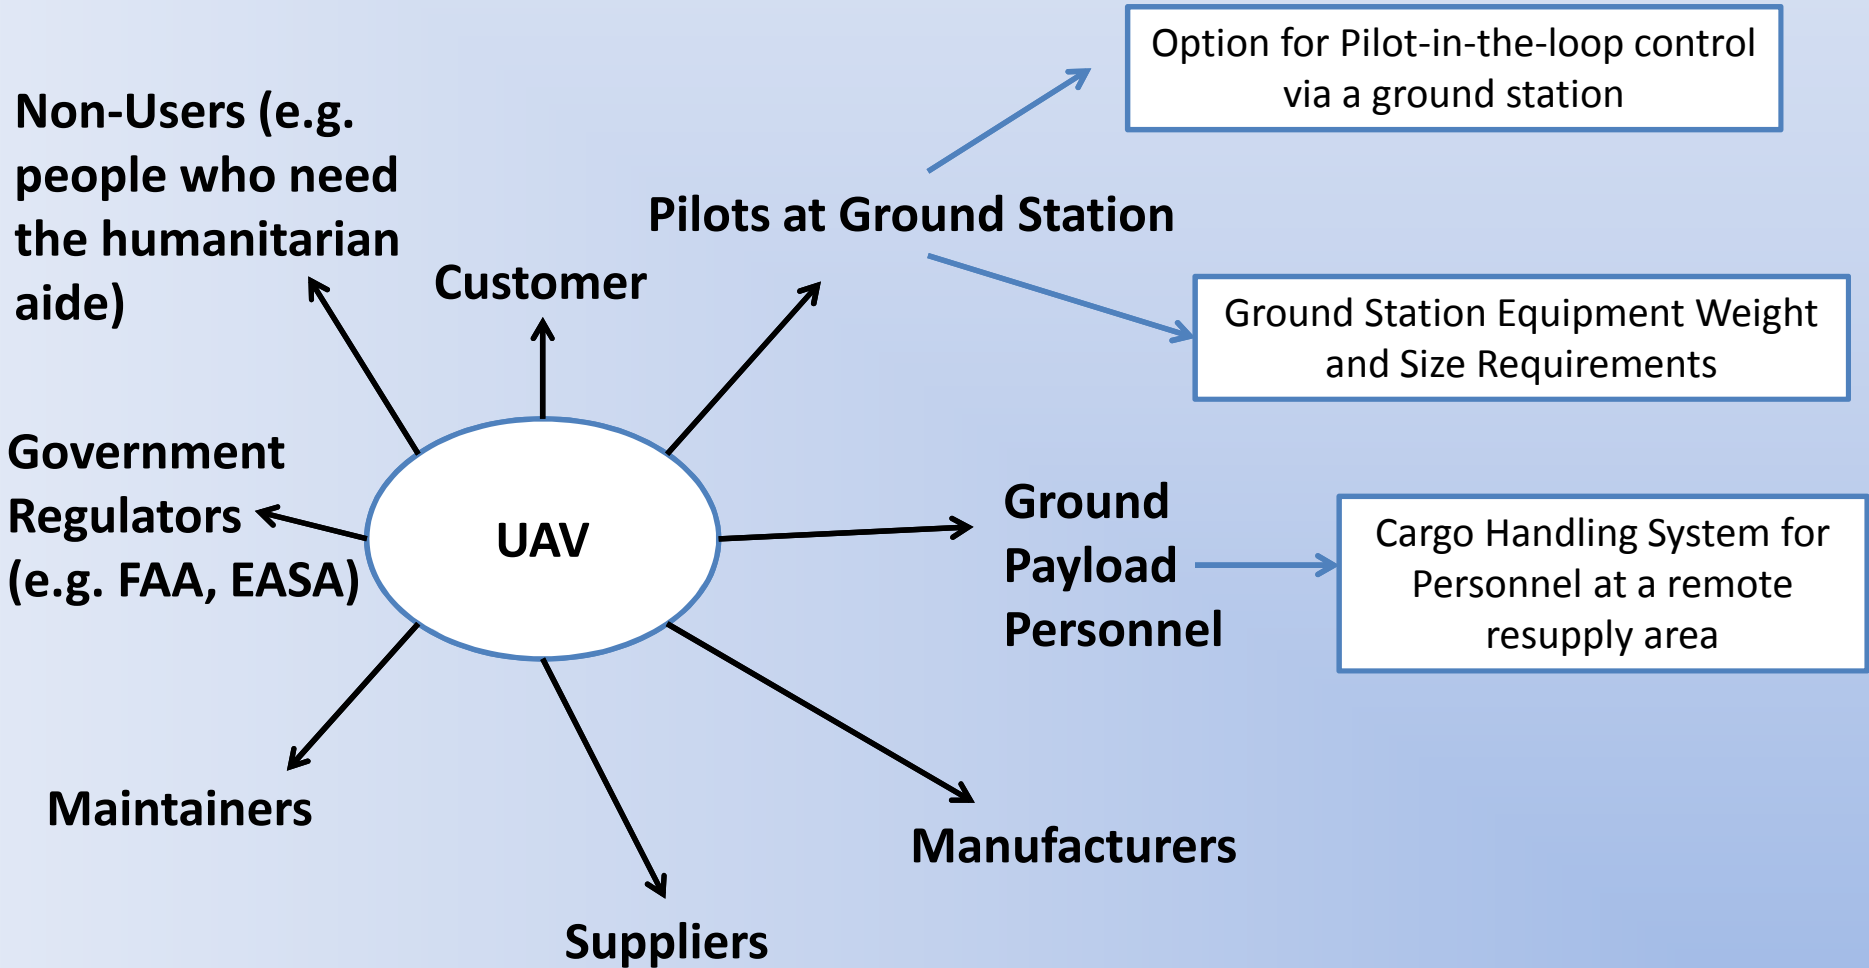 Option for Pilot-in-the-loop control
via a ground station
Non-Users (e.g.
people who need
the humanitarian
aide)
Customer
Pilots at Ground Station
Ground Station Equipment Weight
and Size Requirements
Government
Regulators
(e.g. FAA, EASA)
UAV
Ground
Payload
Personnel
Cargo Handling System for
Personnel at a remote
resupply area
Maintainers
Manufacturers
Suppliers